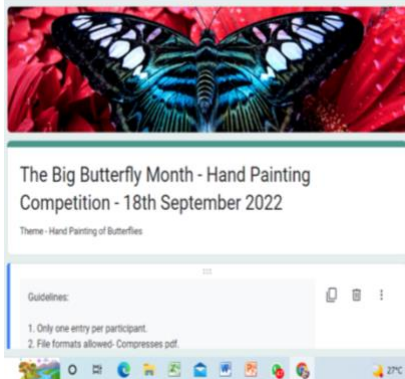 The Big Butterfly Month - Hand Painting
Competition - 18th September 2022
Theme - Hand Painting of Butterflies
Guidelines:
1. Only one entry per participant.
2. File formats allowed- Compresses pdf.
27°C